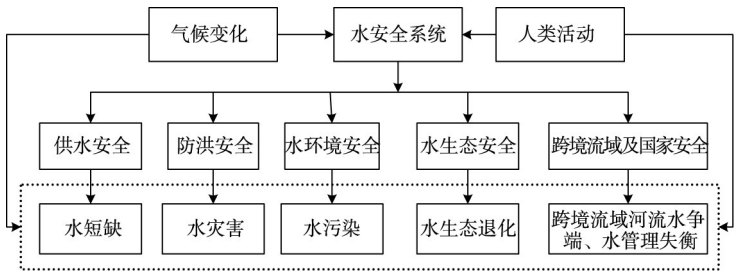 气候变化
水安全系统
人类活动
供水安全
防洪安全
水环境安全
水生态安全
跨境流域及国家安全
水短缺
水灾害
水污染
水生态退化
跨境流域河流水争
端、水管理失衡